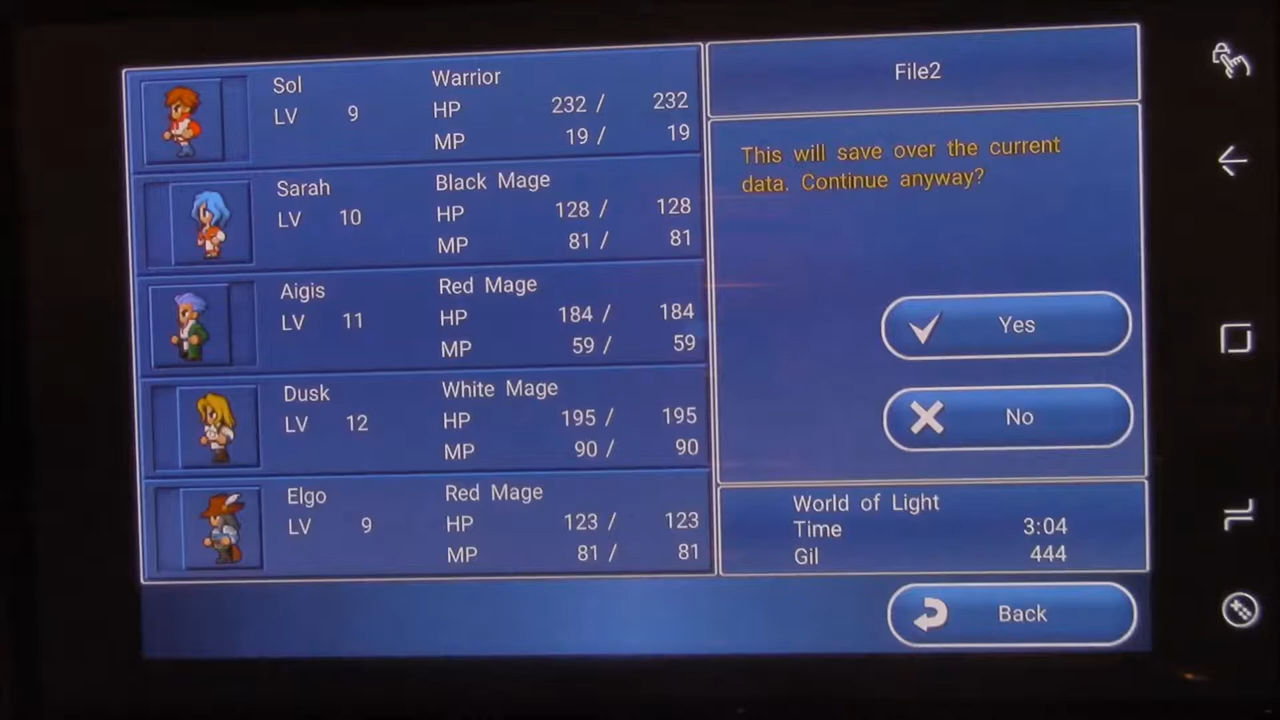 Sol Warrior
LV 9 HP 232 / 232
MP 19 / 19
Sarah Black Mage
LV 10 HP 128 / 128
MP 81 / 81
Aigis Red Mage
LV 11 HP 184 / 184
MP 59 / 59
Dusk White Mage
LV 12 HP 195 / 195
MP 90 / 90
Elgo Red Mage
LV 9 HP 123 / 123
MP 81 / 81
File2
This will save over the current
data. Continue anyway?
Yes
No
World of Light
Time 3:04
Gil 444
Back